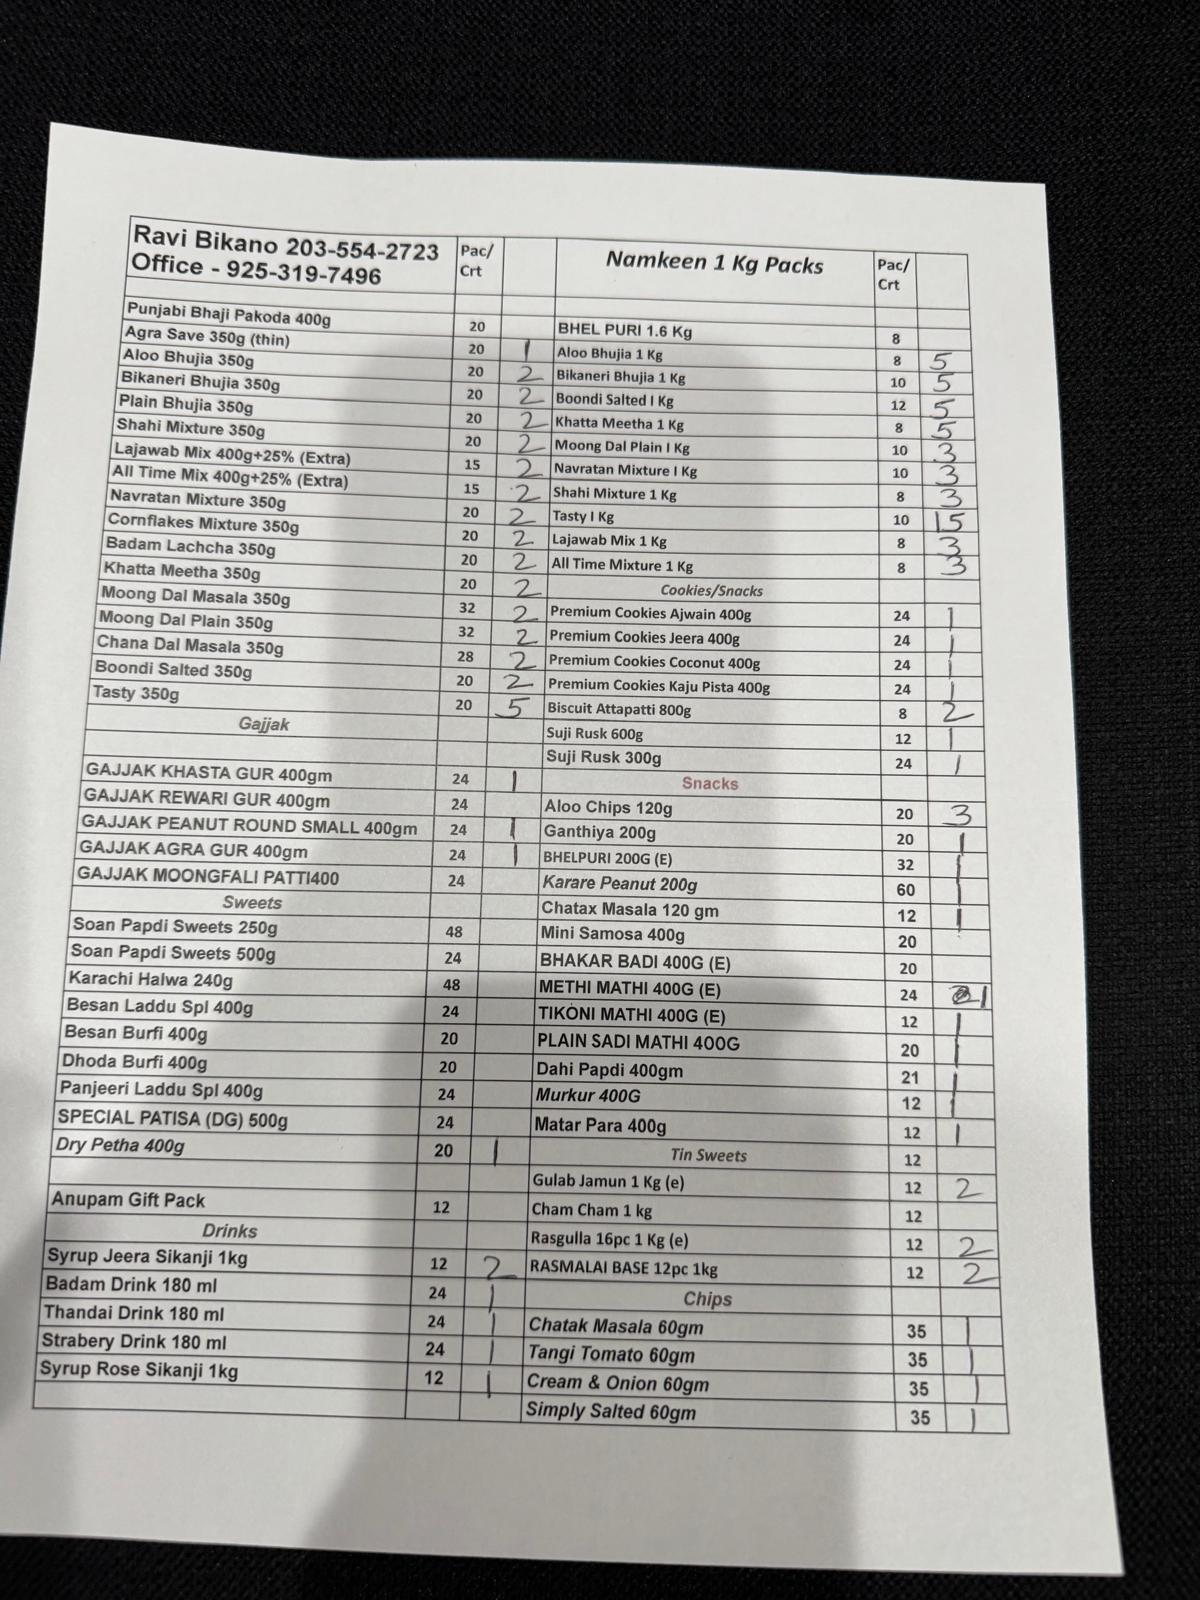 Ravi Bikano 203-554-2723
Office - 925-319-7496
Pac/
Crt
Punjabi Bhaji Pakoda 400g 20
Agra Save 350g (thin) 20 1
Aloo Bhujia 350g 20 2
Bikaneri Bhujia 350g 20 2
Plain Bhujia 350g 20 2
Shahi Mixture 350g 20 2
Lajawab Mix 400g+25% (Extra) 15 2
All Time Mix 400g+25% (Extra) 15 2
Navratan Mixture 350g 20 2
Cornflakes Mixture 350g 20 2
Badam Lachcha 350g 20 2
Khatta Meetha 350g 20 2
Moong Dal Masala 350g 32 2
Moong Dal Plain 350g 32 2
Chana Dal Masala 350g 28 2
Boondi Salted 350g 20 2
Tasty 350g 20 5
Gajjak
GAJJAK KHASTA GUR 400gm 24 1
GAJJAK REWARI GUR 400gm 24
GAJJAK PEANUT ROUND SMALL 400gm 24 1
GAJJAK AGRA GUR 400gm 24 1
GAJJAK MOONGFALI PATTI400 24
Sweets
Soan Papdi Sweets 250g 48
Soan Papdi Sweets 500g 24
Karachi Halwa 240g 48
Besan Laddu Spl 400g 24
Besan Burfi 400g 20
Dhoda Burfi 400g 20
Panjeeri Laddu Spl 400g 24
SPECIAL PATISA (DG) 500g 24
Dry Petha 400g 20 1
Anupam Gift Pack 12
Drinks
Syrup Jeera Sikanji 1kg 12 2
Badam Drink 180 ml 24 1
Thandai Drink 180 ml 24 1
Strabery Drink 180 ml 24 1
Syrup Rose Sikanji 1kg 12 1
Namkeen 1 Kg Packs
Pac/
Crt
BHEL PURI 1.6 Kg 8
Aloo Bhujia 1 Kg 8 5
Bikaneri Bhujia 1 Kg 10 5
Boondi Salted I Kg 12 5
Khatta Meetha 1 Kg 8 5
Moong Dal Plain I Kg 10 3
Navratan Mixture I Kg 10 3
Shahi Mixture 1 Kg 8 3
Tasty I Kg 10 15
Lajawab Mix 1 Kg 8 3
All Time Mixture 1 Kg 8 3
Cookies/Snacks
Premium Cookies Ajwain 400g 24 1
Premium Cookies Jeera 400g 24 1
Premium Cookies Coconut 400g 24 1
Premium Cookies Kaju Pista 400g 24 1
Biscuit Attapatti 800g 8 2
Suji Rusk 600g 12 1
Suji Rusk 300g 24 1
Snacks
Aloo Chips 120g 20 3
Ganthiya 200g 20 1
BHELPURI 200G (E) 32 1
Karare Peanut 200g 60 1
Chatax Masala 120 gm 12 1
Mini Samosa 400g 20
BHAKAR BADI 400G (E) 20
METHI MATHI 400G (E) 24 1
TIKONI MATHI 400G (E) 12 1
PLAIN SADI MATHI 400G 20 1
Dahi Papdi 400gm 21 1
Murkur 400G 12 1
Matar Para 400g 12 1
Tin Sweets 12
Gulab Jamun 1 Kg (e) 12 2
Cham Cham 1 kg 12
Rasgulla 16pc 1 Kg (e) 12 2
RASMALAI BASE 12pc 1kg 12 2
Chips
Chatak Masala 60gm 35 1
Tangi Tomato 60gm 35 1
Cream & Onion 60gm 35 1
Simply Salted 60gm 35 1